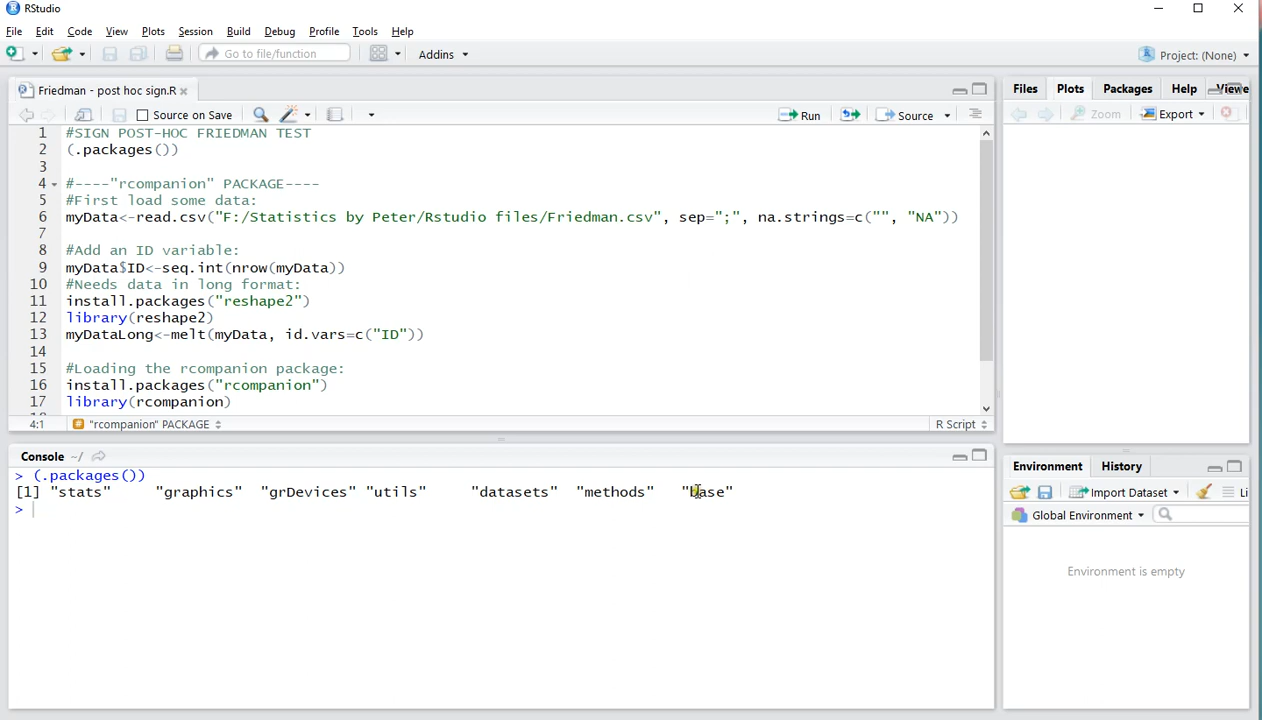 RStudio
File Edit Code View Plots Session Build Debug Profile Tools Help
Go to file/function Addins Project: (None)
Friedman - post hoc sign.R
Source on Save Run Source
1 #SIGN POST-HOC FRIEDMAN TEST
2 (.packages())
3
4 #----"rcompanion" PACKAGE----
5 #First load some data:
6 myData<-read.csv("F:/Statistics by Peter/Rstudio files/Friedman.csv", sep=";", na.strings=c("", "NA"))
7
8 #Add an ID variable:
9 myData$ID<-seq.int(nrow(myData))
10 #Needs data in long format:
11 install.packages("reshape2")
12 library(reshape2)
13 myDataLong<-melt(myData, id.vars=c("ID"))
14
15 #Loading the rcompanion package:
16 install.packages("rcompanion")
17 library(rcompanion)
4:1 "rcompanion" PACKAGE R Script
Console ~/
> (.packages())
[1] "stats" "graphics" "grDevices" "utils" "datasets" "methods" "base"
>
Files Plots Packages Help Viewe
Zoom Export
Environment History
Import Dataset Li
Global Environment
Environment is empty